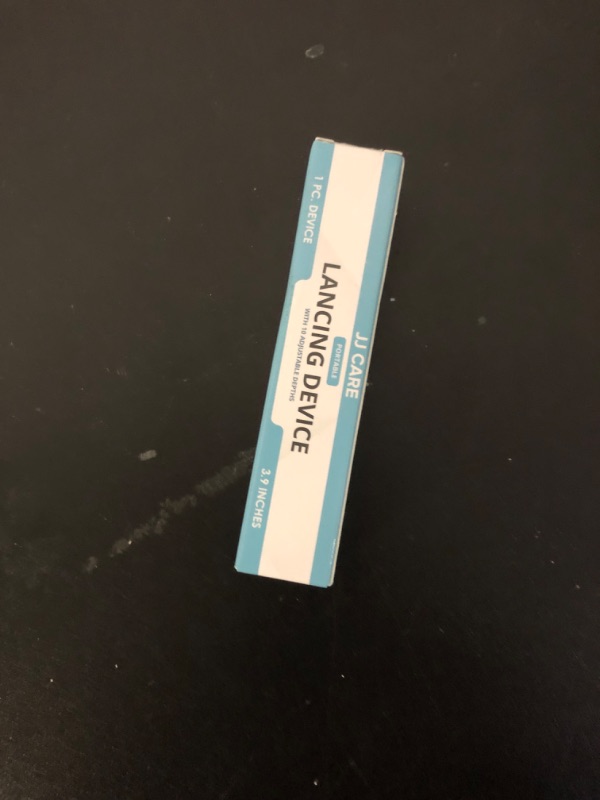 JJ CARE
PORTABLE
LANCING DEVICE
WITH 10 ADJUSTABLE DEPTHS
1 PC. DEVICE
3.9 INCHES